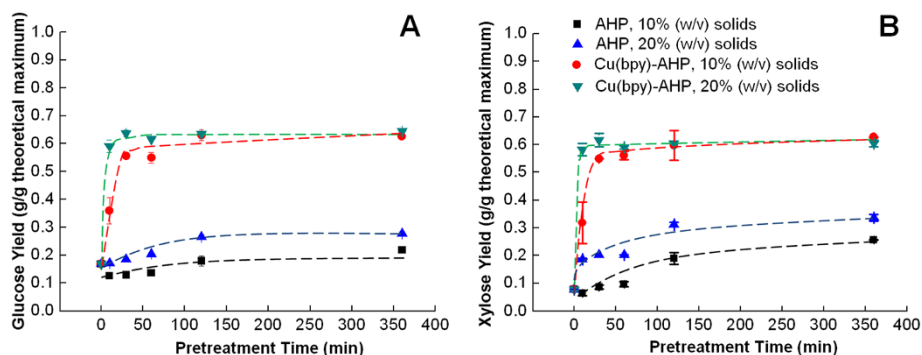 A
Glucose Yield (g/g theoretical maximum)
1.0
0.9
0.8
0.7
0.6
0.5
0.4
0.3
0.2
0.1
0.0
0 50 100 150 200 250 300 350 400
Pretreatment Time (min)
B
AHP, 10% (w/v) solids
AHP, 20% (w/v) solids
Cu(bpy)-AHP, 10% (w/v) solids
Cu(bpy)-AHP, 20% (w/v) solids
Xylose Yield (g/g theoretical maximum)
1.0
0.9
0.8
0.7
0.6
0.5
0.4
0.3
0.2
0.1
0.0
0 50 100 150 200 250 300 350 400
Pretreatment Time (min)